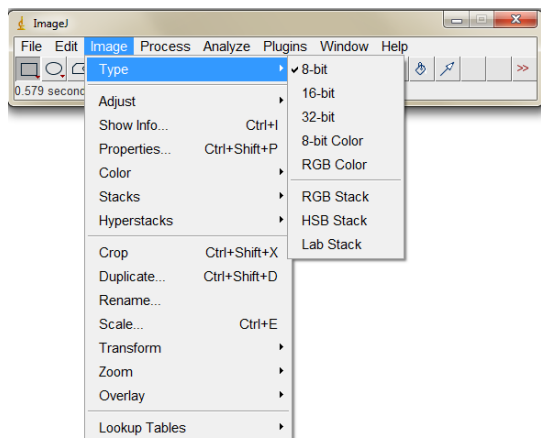 ImageJ
File Edit Image Process Analyze Plugins Window Help
>>
0.579 second
Type
Adjust
Show Info... Ctrl+I
Properties... Ctrl+Shift+P
Color
Stacks
Hyperstacks
Crop Ctrl+Shift+X
Duplicate... Ctrl+Shift+D
Rename...
Scale... Ctrl+E
Transform
Zoom
Overlay
Lookup Tables
8-bit
16-bit
32-bit
8-bit Color
RGB Color
RGB Stack
HSB Stack
Lab Stack